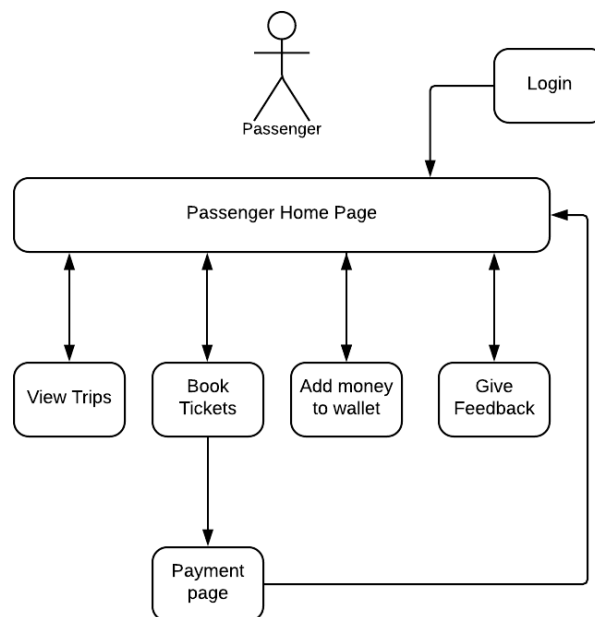 Passenger
Login
Passenger Home Page
View Trips
Book
Tickets
Add money
to wallet
Give
Feedback
Payment
page